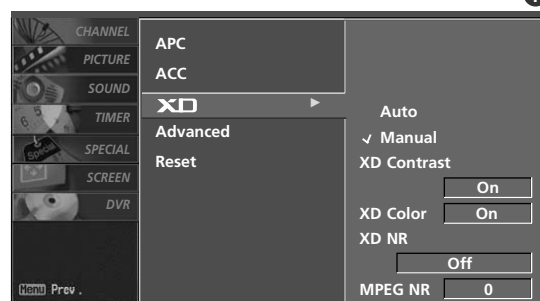 CHANNEL
PICTURE
SOUND
TIMER
SPECIAL
SCREEN
DVR
Menu Prev.
APC
ACC
XD
Advanced
Reset
Auto
✓ Manual
XD Contrast
On
XD Color On
XD NR
Off
MPEG NR 0